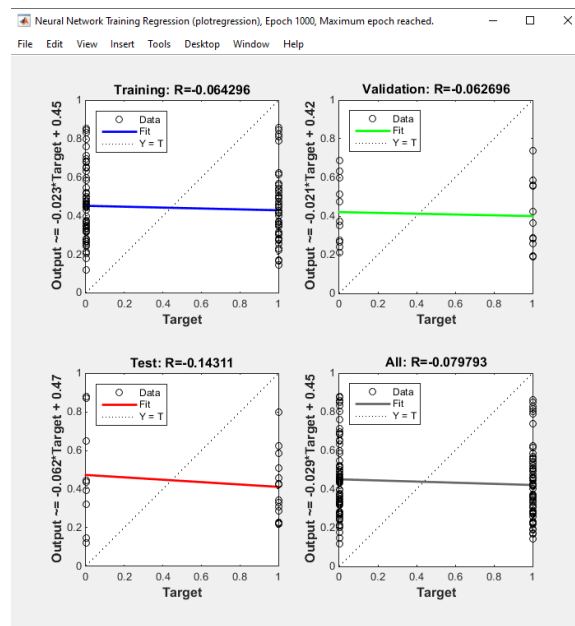 Neural Network Training Regression (plotregression), Epoch 1000, Maximum epoch reached.
File Edit View Insert Tools Desktop Window Help
Training: R=-0.064296
Output ~= -0.023*Target + 0.45
1
0.8
0.6
0.4
0.2
0
Data
Fit
Y = T
0 0.2 0.4 0.6 0.8 1
Target
Validation: R=-0.062696
Output ~= -0.021*Target + 0.42
1
0.8
0.6
0.4
0.2
0
Data
Fit
Y = T
0 0.2 0.4 0.6 0.8 1
Target
Test: R=-0.14311
Output ~= -0.062*Target + 0.47
1
0.8
0.6
0.4
0.2
0
Data
Fit
Y = T
0 0.2 0.4 0.6 0.8 1
Target
All: R=-0.079793
Output ~= -0.029*Target + 0.45
1
0.8
0.6
0.4
0.2
0
Data
Fit
Y = T
0 0.2 0.4 0.6 0.8 1
Target